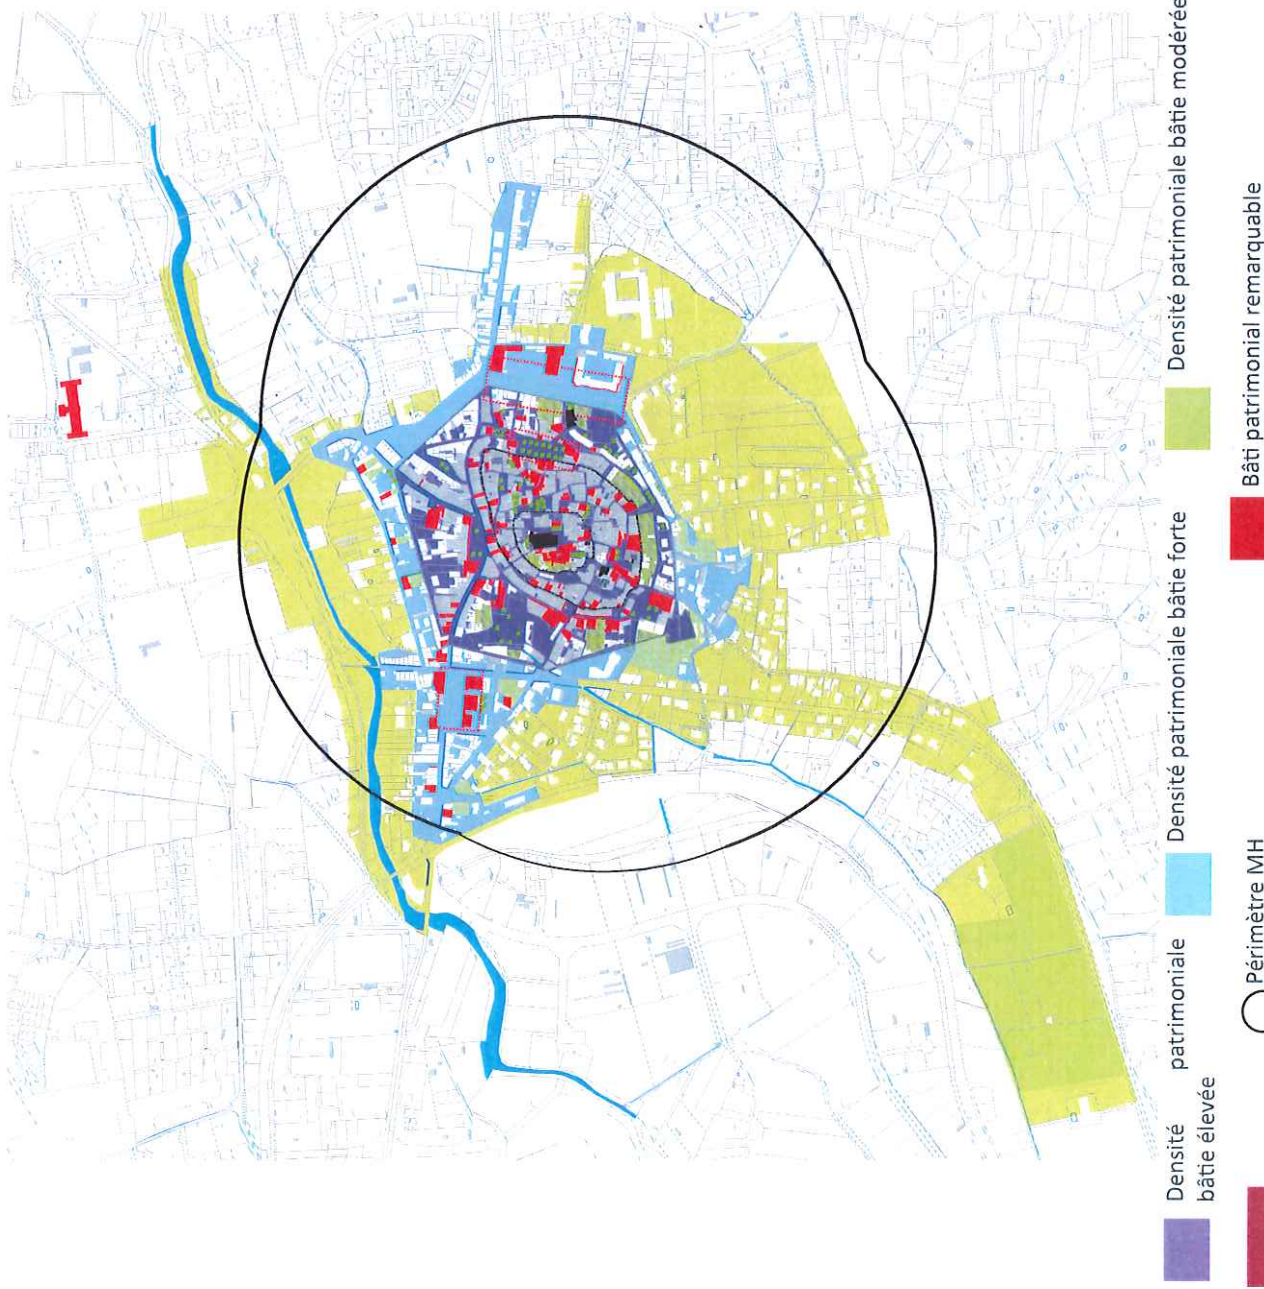 Densité patrimoniale
bâtie élevée
Densité patrimoniale bâtie forte
Densité patrimoniale bâtie modérée
Périmètre MH
Bâti patrimonial remarquable